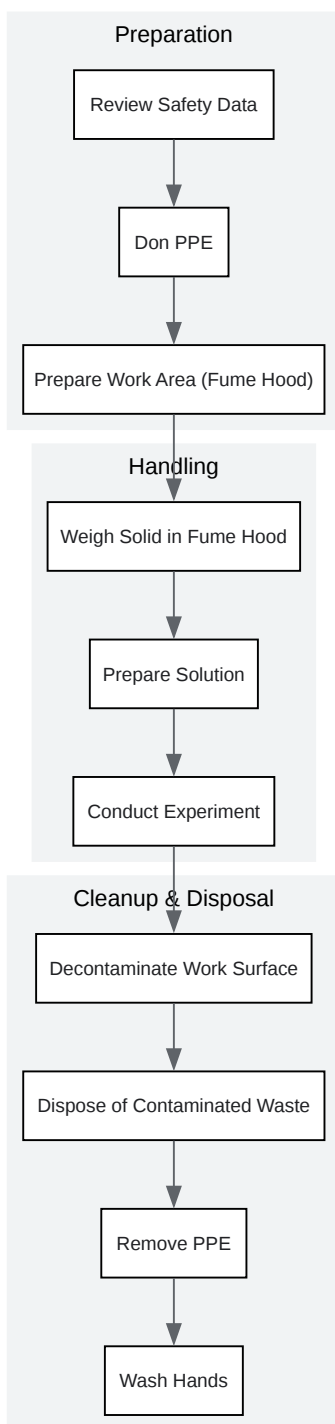 Preparation
Review Safety Data
Don PPE
Prepare Work Area (Fume Hood)
Handling
Weigh Solid in Fume Hood
Prepare Solution
Conduct Experiment
Cleanup & Disposal
Decontaminate Work Surface
Dispose of Contaminated Waste
Remove PPE
Wash Hands